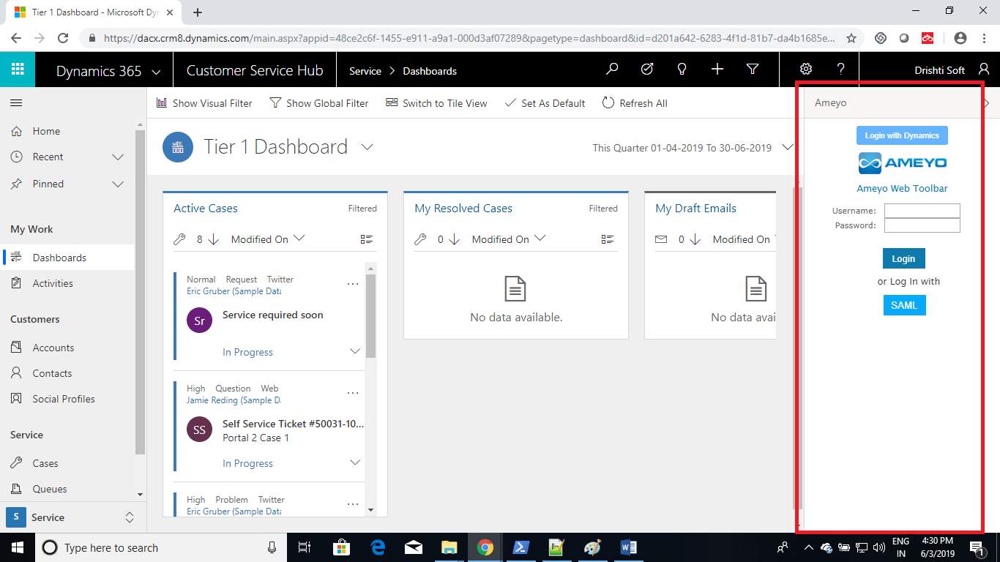 Tier 1 Dashboard - Microsoft Dyn
https://dacx.crm8.dynamics.com/main.aspx?appid=48ce2c6f-1455-e911-a9a1-000d3af07289&pagetype=dashboard&id=d201a642-6283-4f1d-81b7-da4b1685e...
Dynamics 365
Customer Service Hub
Service > Dashboards
Drishti Soft
Show Visual Filter
Show Global Filter
Switch to Tile View
Set As Default
Refresh All
Home
Recent
Pinned
My Work
Dashboards
Activities
Customers
Accounts
Contacts
Social Profiles
Service
Cases
Queues
S Service
Tier 1 Dashboard
This Quarter 01-04-2019 To 30-06-2019
Active Cases Filtered
8 Modified On
Normal Request Twitter
Eric Gruber (Sample Data
Sr Service required soon
In Progress
High Question Web
Jamie Reding (Sample D
SS Self Service Ticket #50031-10...
Portal 2 Case 1
In Progress
High Problem Twitter
Eric Gruber (Sample Data
My Resolved Cases Filtered
0 Modified On
No data available.
My Draft Emails
0 Modified On
No data avai
Ameyo
Login with Dynamics
AMEYO
Ameyo Web Toolbar
Username:
Password:
Login
or Log In with
SAML
Type here to search
ENG
IN
4:30 PM
6/3/2019
1